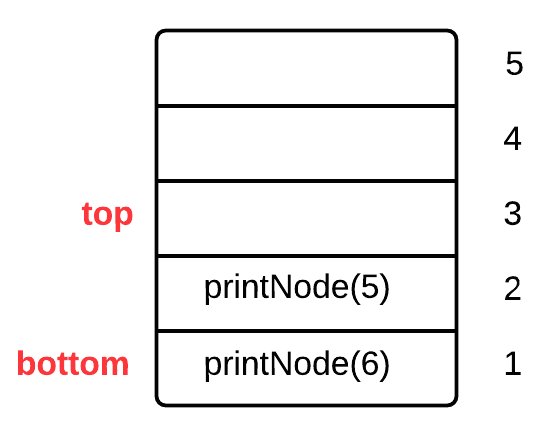 5
4
top 3
printNode(5) 2
bottom printNode(6) 1